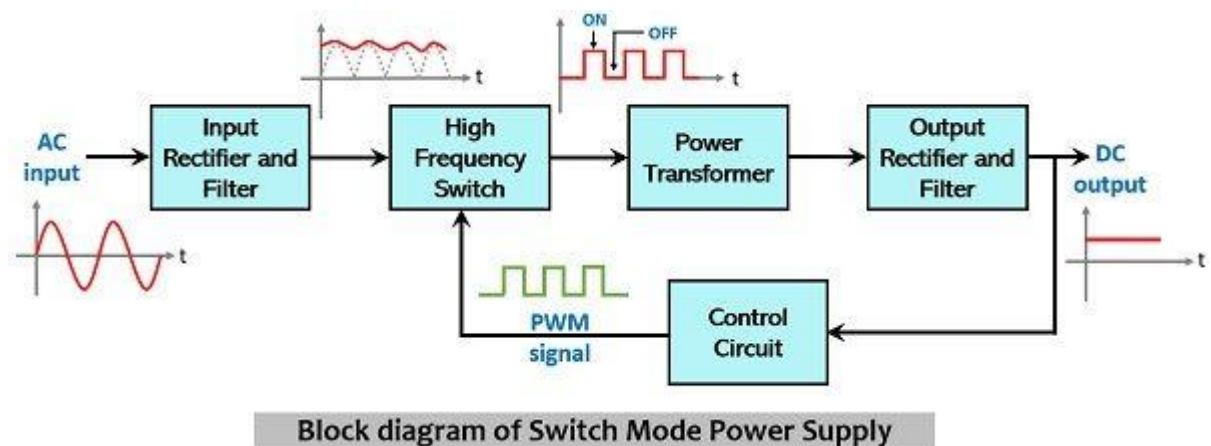 ON
OFF
t
t
AC
input
Input
Rectifier and
Filter
High
Frequency
Switch
Power
Transformer
Output
Rectifier and
Filter
DC
output
t
t
PWM
signal
Control
Circuit
Block diagram of Switch Mode Power Supply